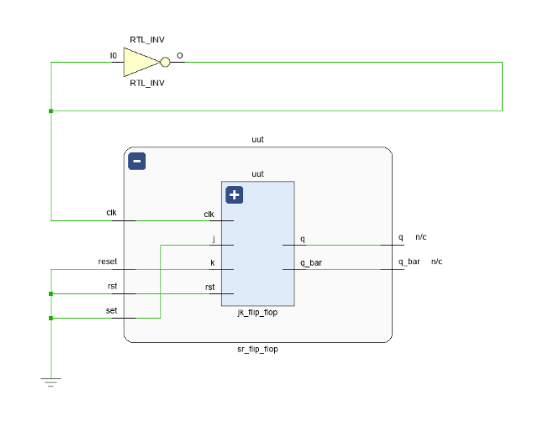 RTL_INV
I0
O
RTL_INV
uut
uut
clk
clk
j
q
q
n/c
reset
k
q_bar
q_bar
n/c
rst
rst
set
jk_flip_flop
sr_flip_flop